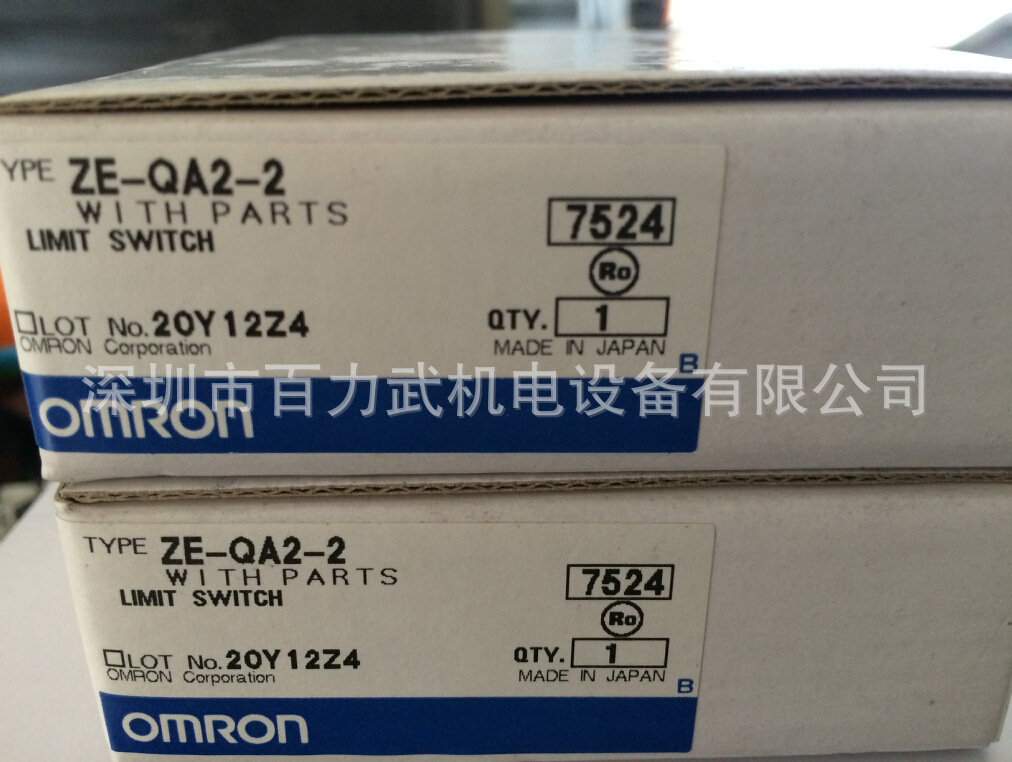 YPE ZE-QA2-2
WITH PARTS
LIMIT SWITCH
7524
Ro
□LOT No.20Y12Z4
QTY. 1
OMRON Corporation
MADE IN JAPAN
B
深圳市百力武机电设备有限公司
OMRON
TYPE ZE-QA2-2
WITH PARTS
LIMIT SWITCH
7524
Ro
□LOT No.20Y12Z4
QTY. 1
OMRON Corporation
MADE IN JAPAN
B
OMRON